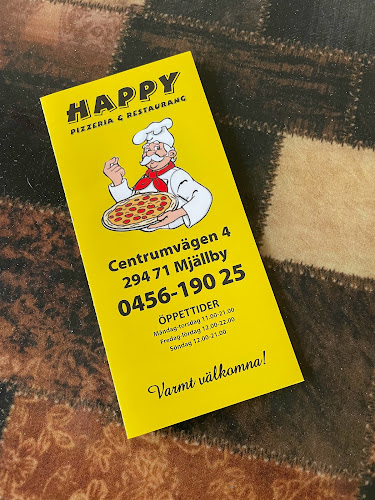 HAPPY
PIZZERIA & RESTAURANG
Centrumvägen 4
294 71 Mjällby
0456-190 25
ÖPPETTIDER
Måndag-torsdag 11.00-21.00
Fredag-lördag 12.00-22.00
Söndag 12.00-21.00
Varmt välkomna!